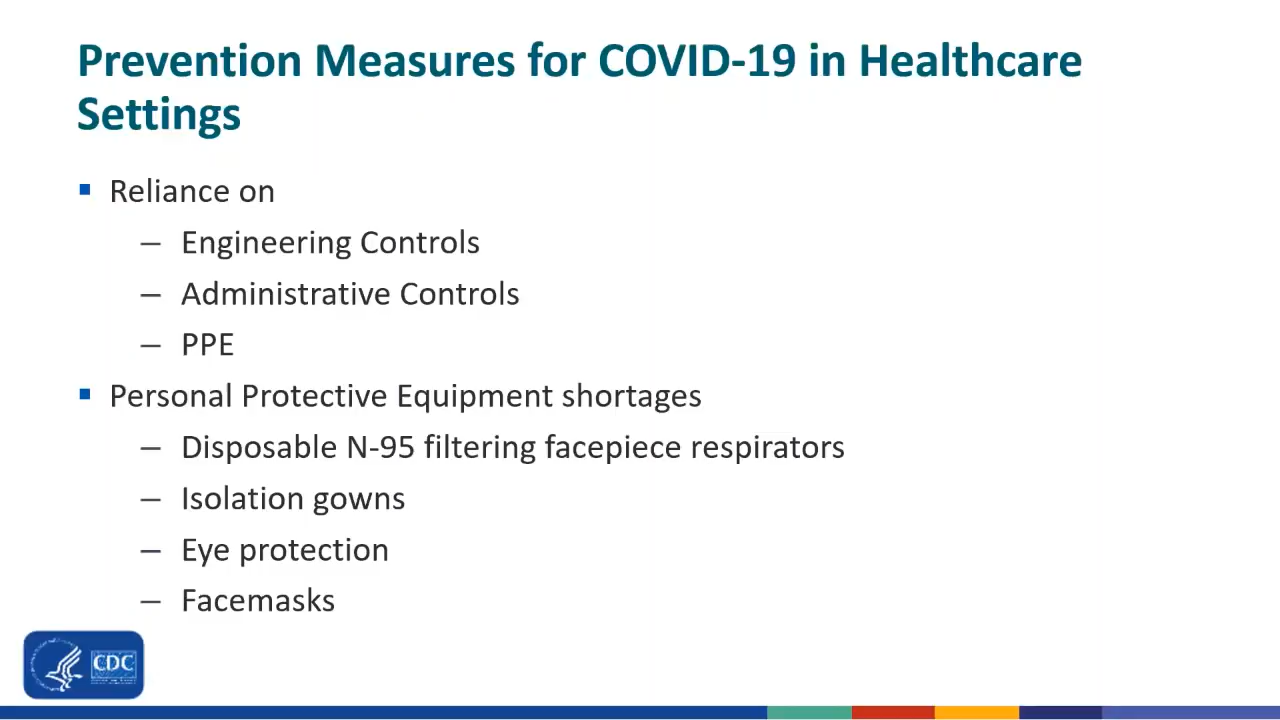 Prevention Measures for COVID-19 in Healthcare
Settings
▪ Reliance on
– Engineering Controls
– Administrative Controls
– PPE
▪ Personal Protective Equipment shortages
– Disposable N-95 filtering facepiece respirators
– Isolation gowns
– Eye protection
– Facemasks
CDC